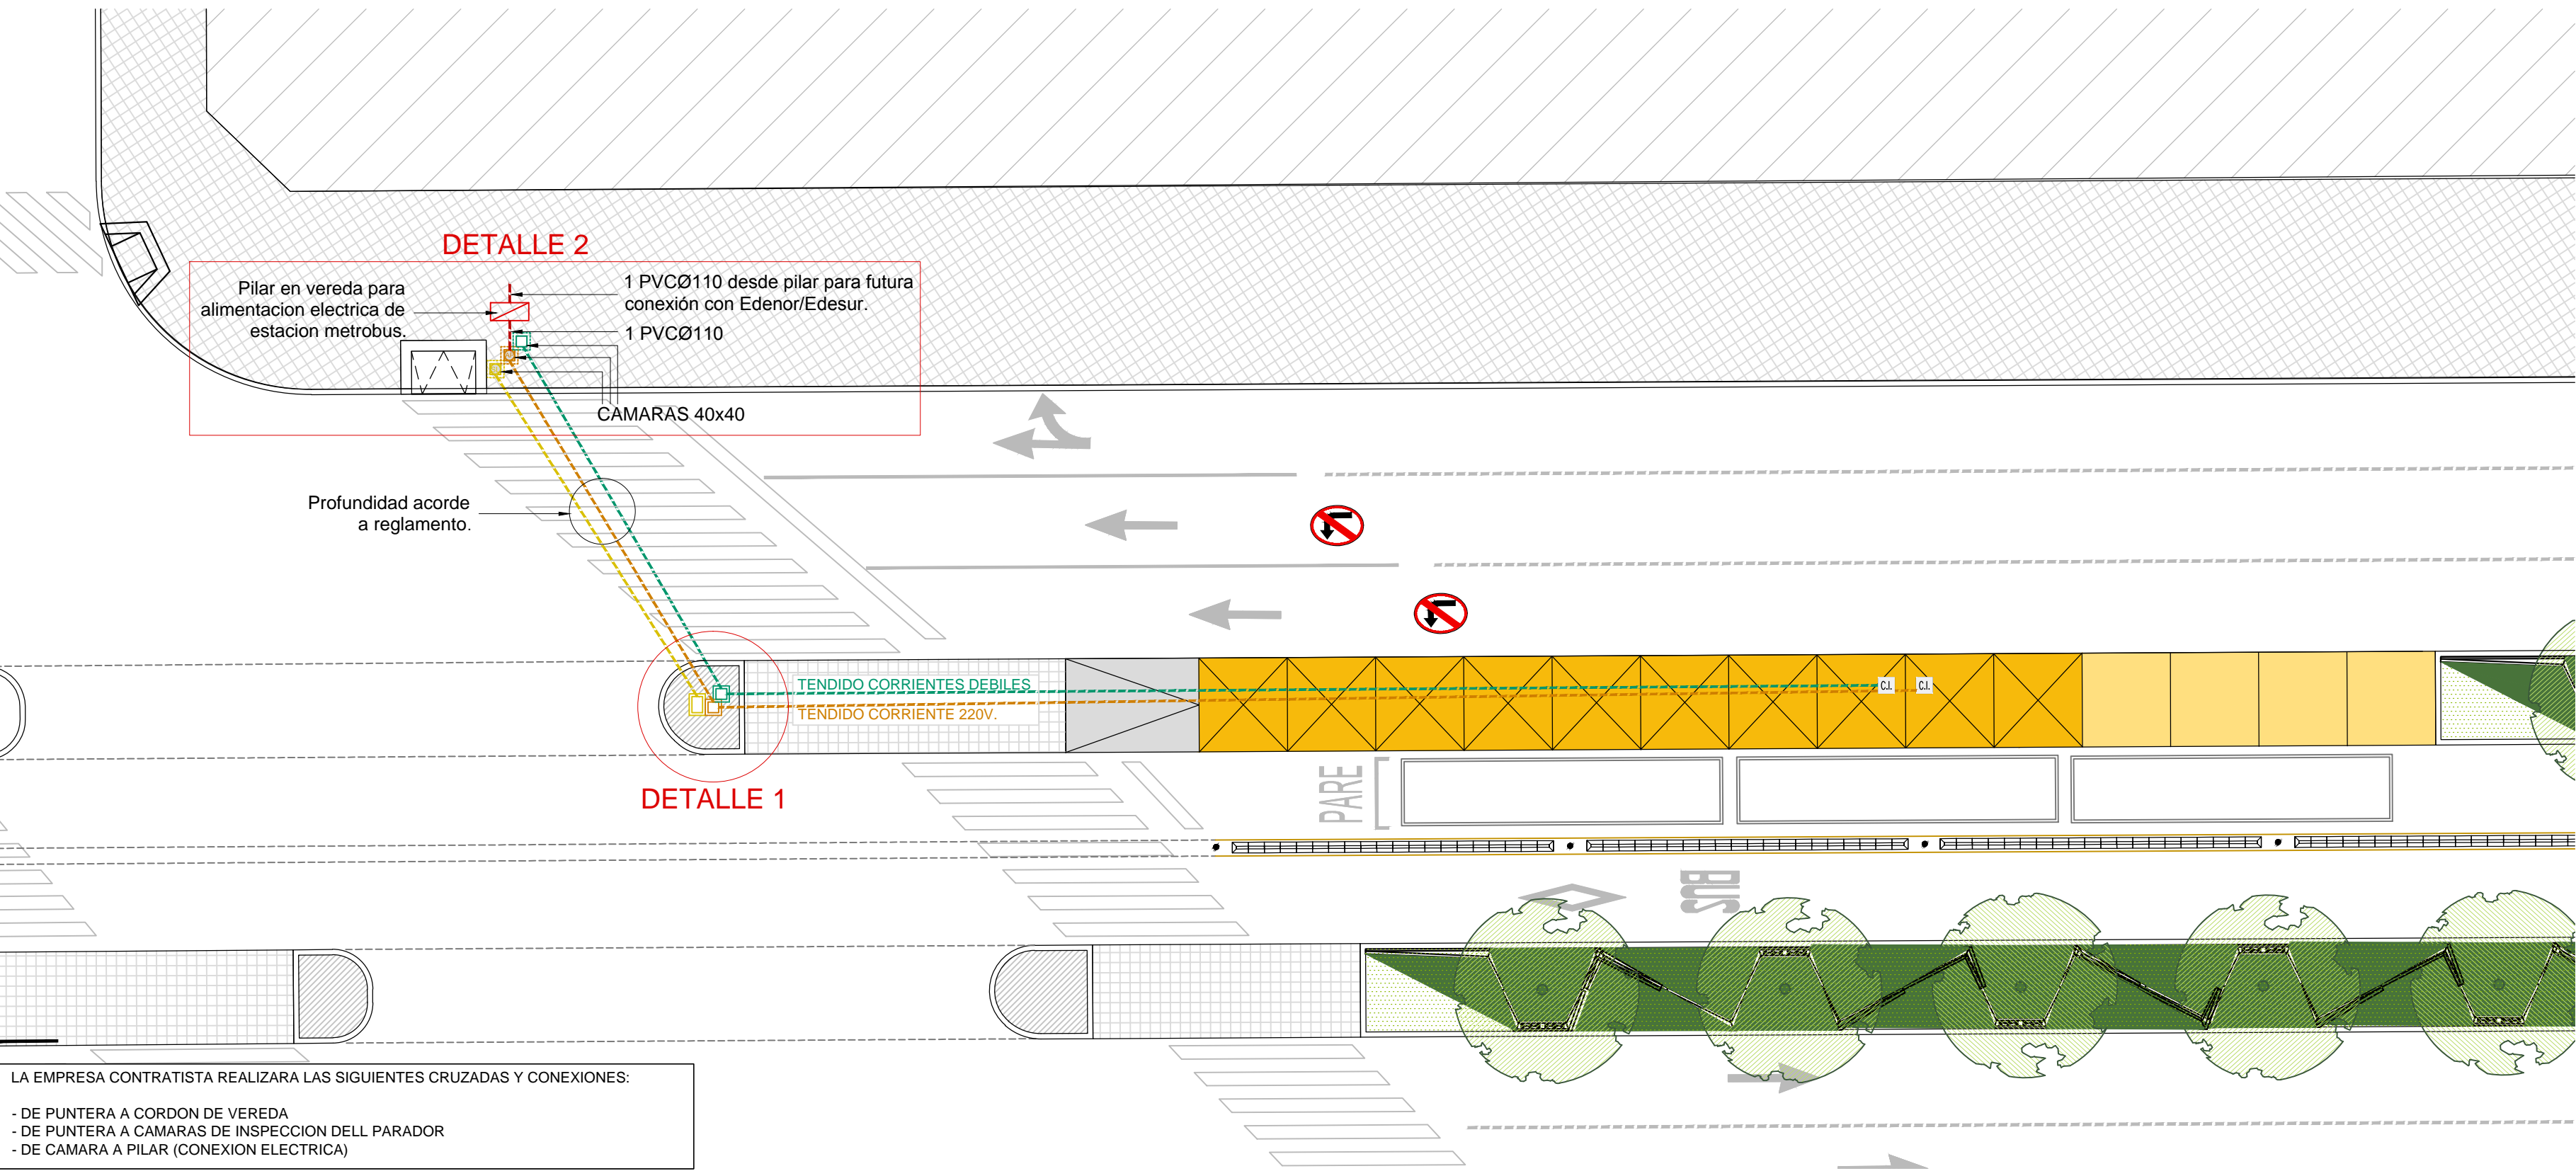 DETALLE 2
Pilar en vereda para
alimentacion electrica de
estacion metrobus.
1 PVCØ110 desde pilar para futura
conexión con Edenor/Edesur.
1 PVCØ110
CAMARAS 40x40
Profundidad acorde
a reglamento.
TENDIDO CORRIENTES DEBILES
TENDIDO CORRIENTE 220V.
C.I.
C.I.
DETALLE 1
PARE
BUS
LA EMPRESA CONTRATISTA REALIZARA LAS SIGUIENTES CRUZADAS Y CONEXIONES:
- DE PUNTERA A CORDON DE VEREDA
- DE PUNTERA A CAMARAS DE INSPECCION DELL PARADOR
- DE CAMARA A PILAR (CONEXION ELECTRICA)